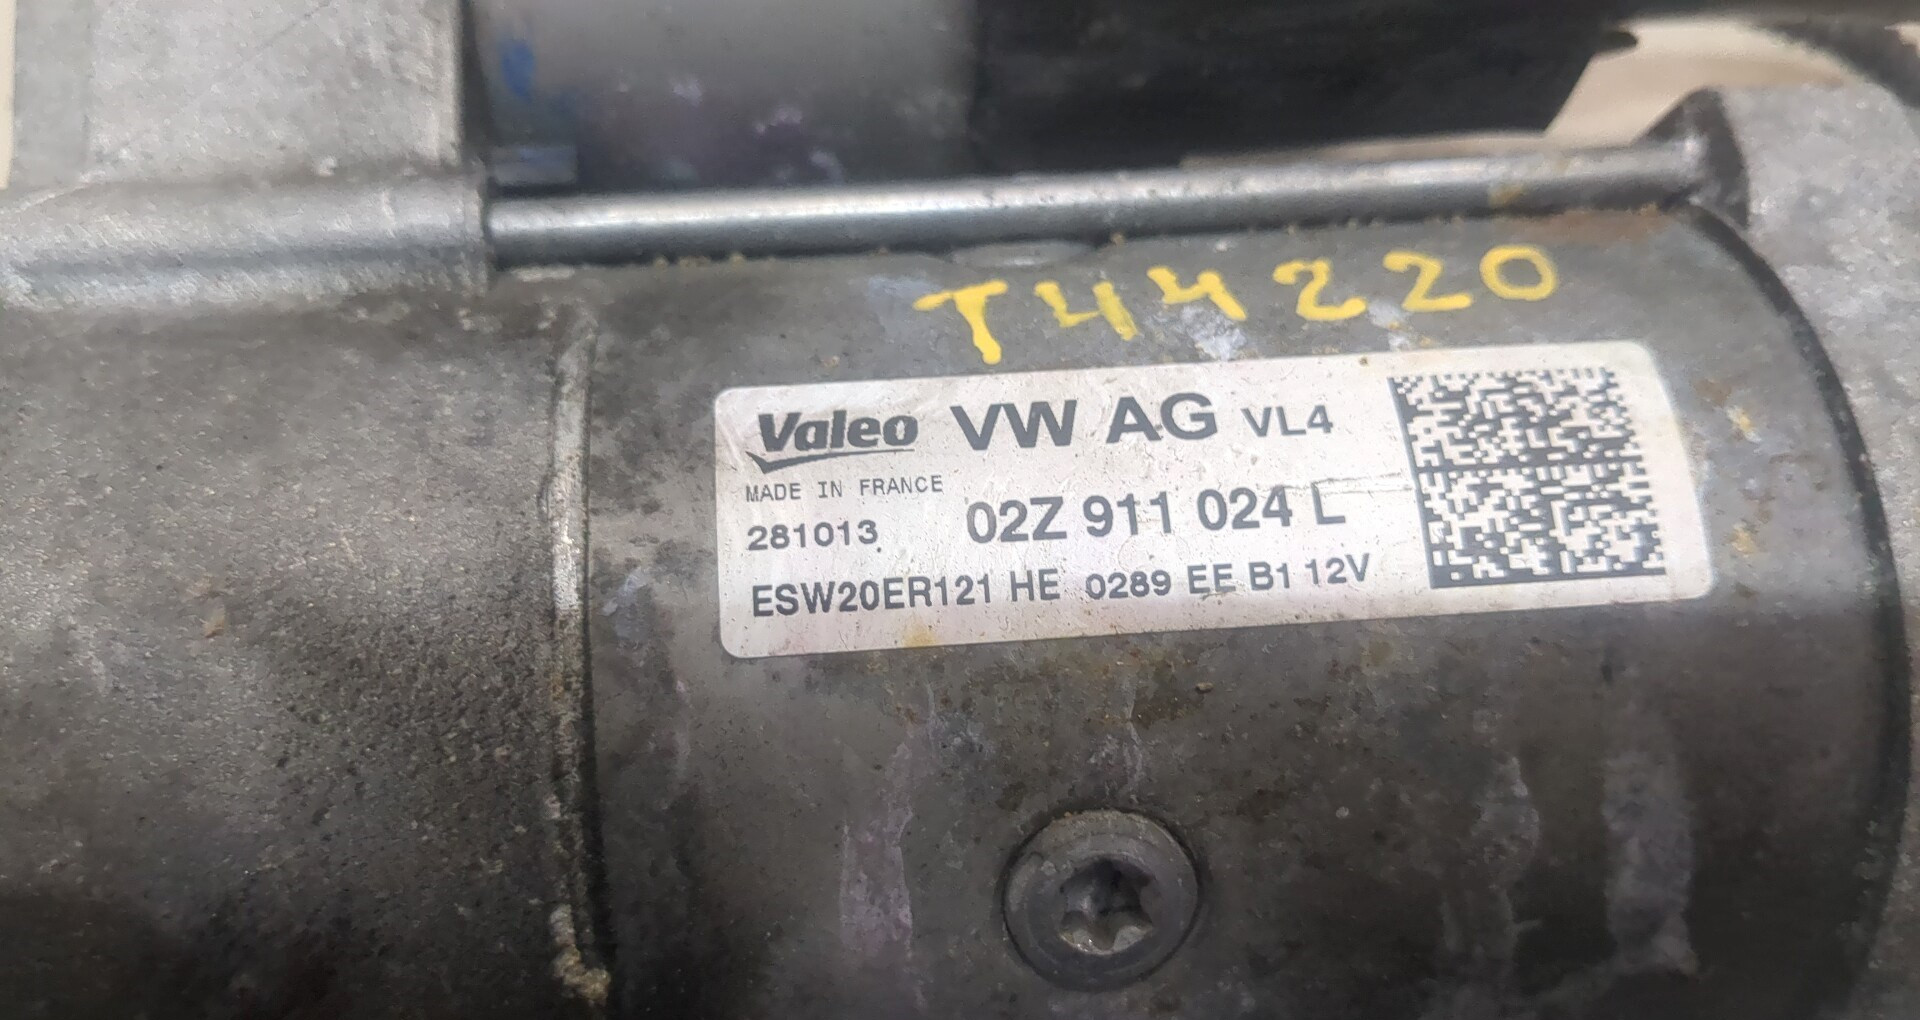 T44220
Valeo VW AG VL4
MADE IN FRANCE
281013 02Z 911 024 L
ESW20ER121 HE 0289 EE B1 12V